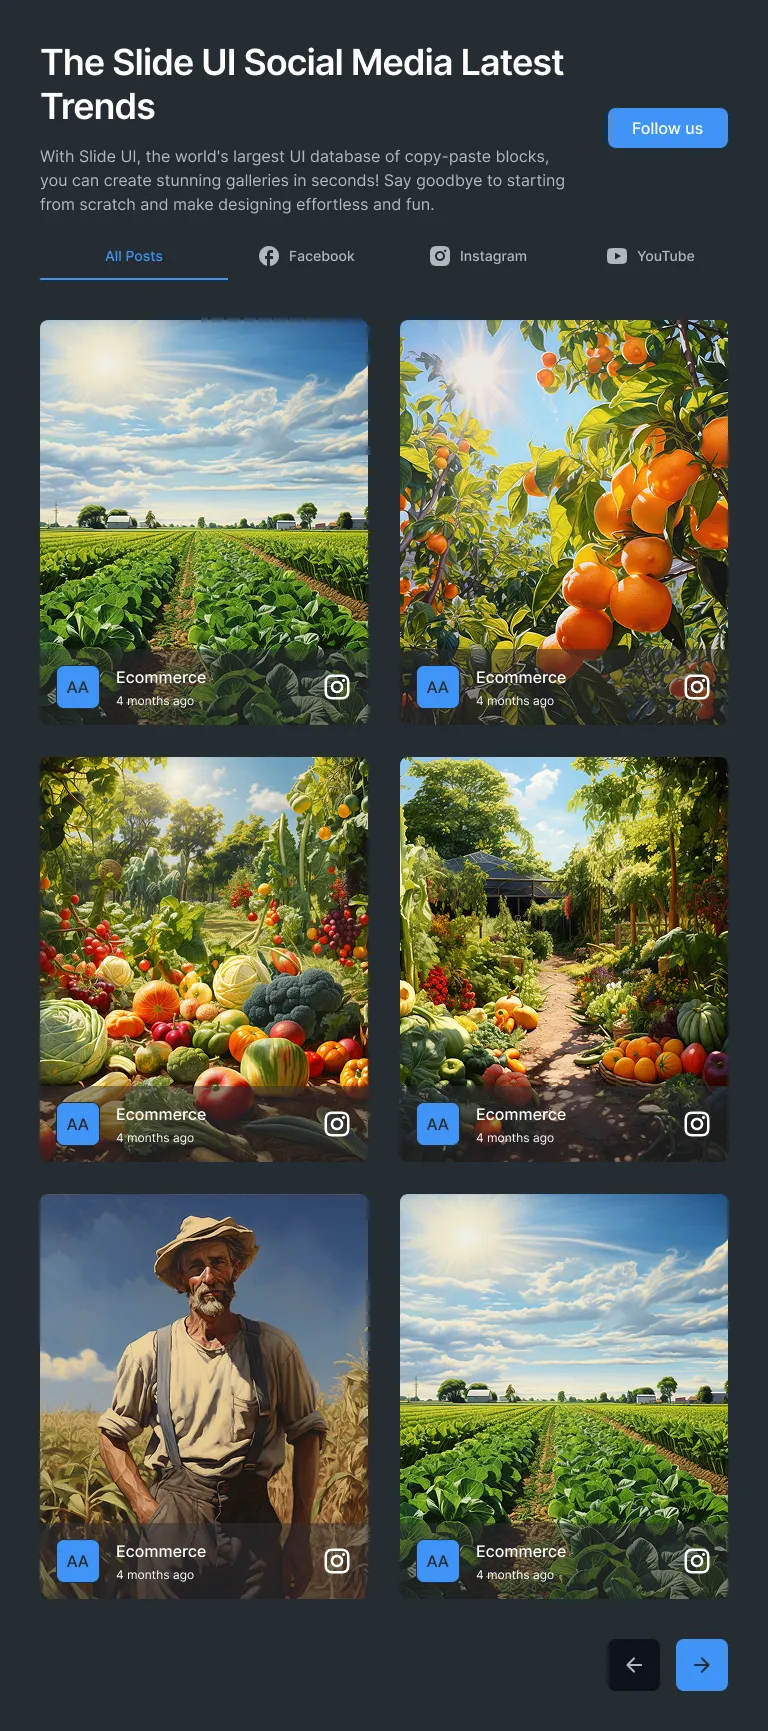 The Slide UI Social Media Latest
Trends
Follow us
With Slide UI, the world's largest UI database of copy-paste blocks,
you can create stunning galleries in seconds! Say goodbye to starting
from scratch and make designing effortless and fun.
All Posts
Facebook
Instagram
YouTube
AA
Ecommerce
4 months ago
AA
Ecommerce
4 months ago
AA
Ecommerce
4 months ago
AA
Ecommerce
4 months ago
AA
Ecommerce
4 months ago
AA
Ecommerce
4 months ago